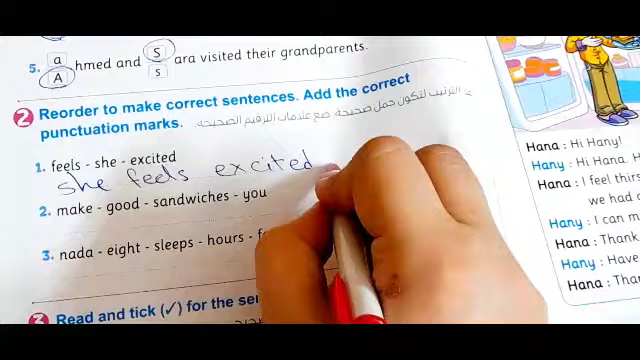 5. a hmed and S ara visited their grandparents.
A s
2 Reorder to make correct sentences. Add the correct
punctuation marks. الترتيب لتكون جمل صحيحة. ضع علامات الترقيم الصحيحة.
1. feels - she - excited
she feels excited
2. make - good - sandwiches - you
3. nada - eight - sleeps - hours -
3 Read and tick (✓) for the
Hana: Hi Hany!
Hany: Hi Hana. H
Hana: I feel thirs
we had
Hany: I can m
Hana: Thank
Hany: Have
Hana: Than